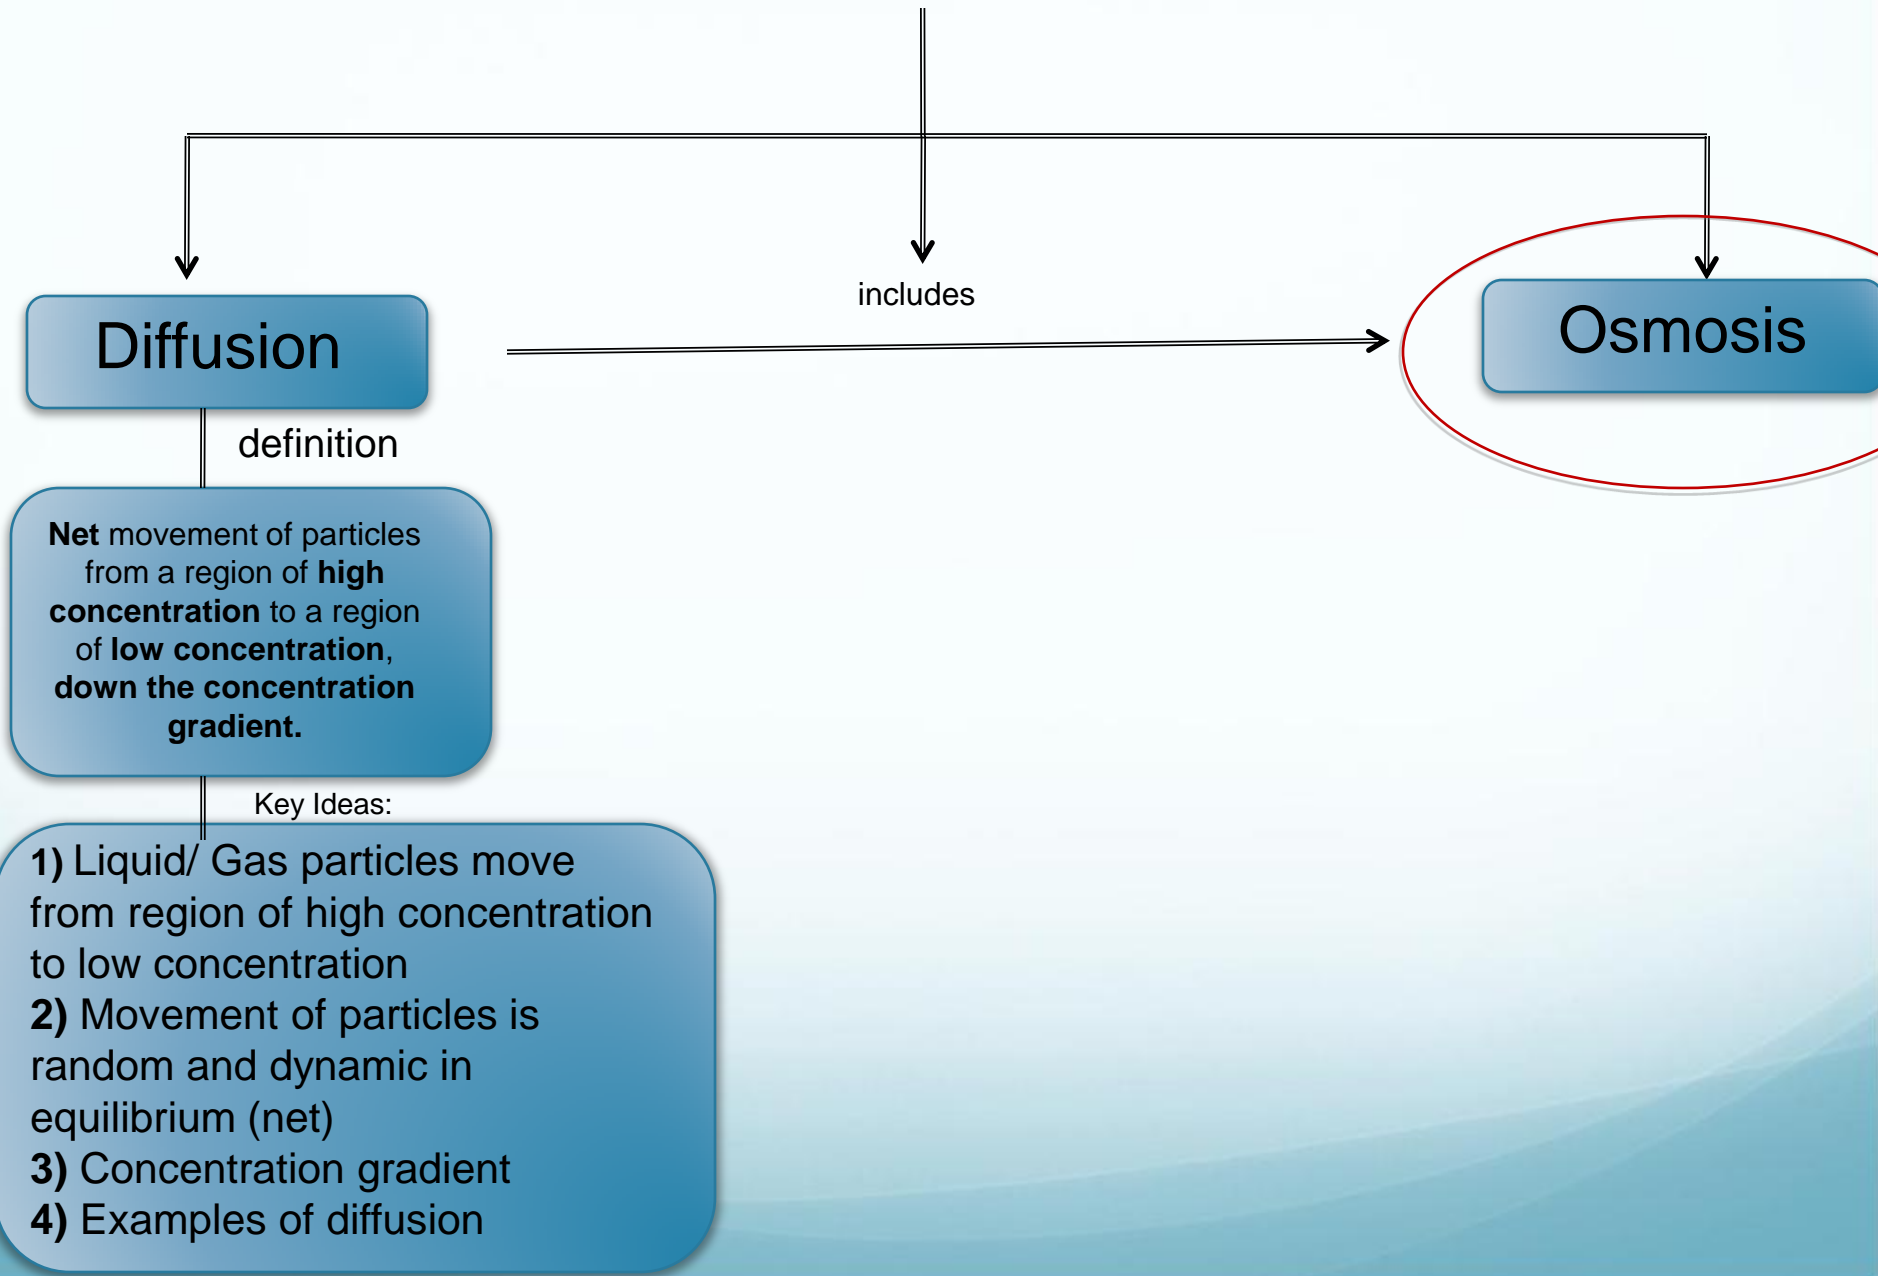 includes
Diffusion
Osmosis
definition
Net movement of particles
from a region of high
concentration to a region
of low concentration,
down the concentration
gradient.
Key Ideas:
1) Liquid/ Gas particles move
from region of high concentration
to low concentration
2) Movement of particles is
random and dynamic in
equilibrium (net)
3) Concentration gradient
4) Examples of diffusion